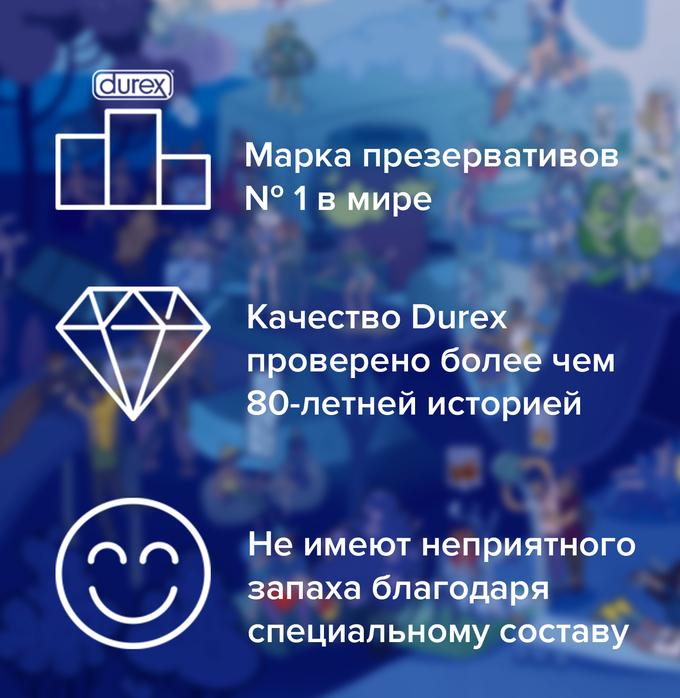 durex
Марка презервативов
№ 1 в мире
Качество Durex
проверено более чем
80-летней историей
Не имеют неприятного
запаха благодаря
специальному составу